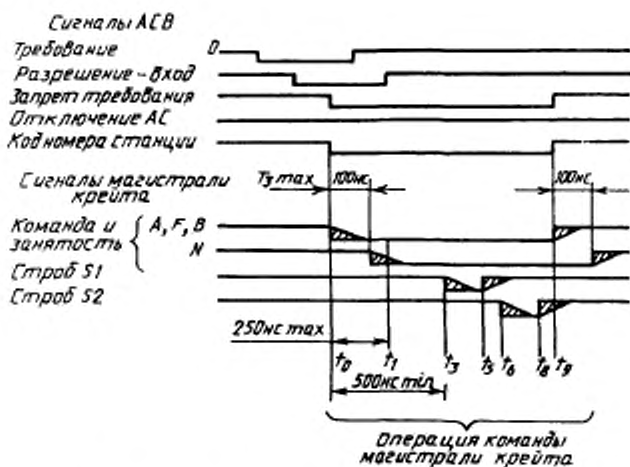 Сигналы АСВ
Требование 0
Разрешение-вход
Запрет требования
Отключение АС
Код номера станции
Сигналы магистрали
крейта
T3 max 100нс 100нс
Команда и
занятость { A, F, B
N
Строб S1
Строб S2
250нс max
t0 t1 t3 t5 t6 t8 t9
500нс min
Операция команды
магистрали крейта